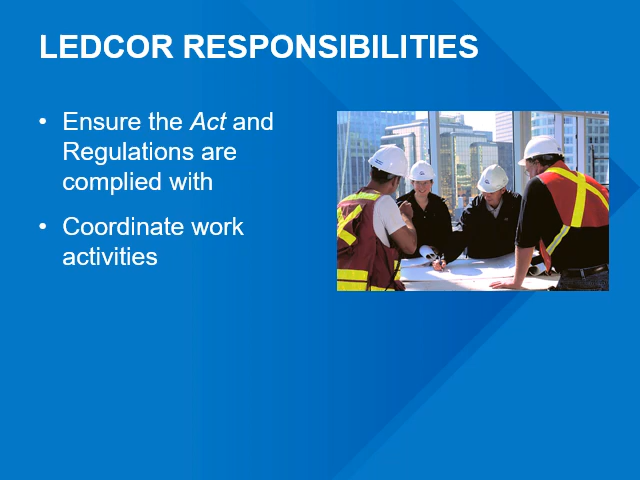 LEDCOR RESPONSIBILITIES
• Ensure the Act and
Regulations are
complied with
• Coordinate work
activities